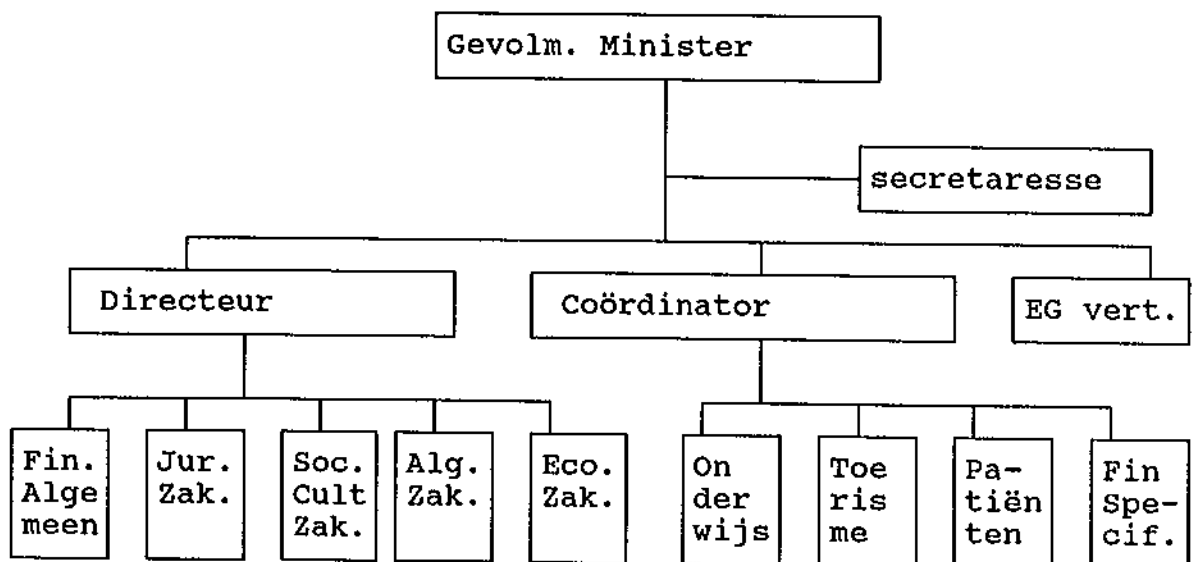 Gevolm. Minister
secretaresse
Directeur
Coördinator
EG vert.
Fin.
Alge
meen
Jur.
Zak.
Soc.
Cult
Zak.
Alg.
Zak.
Eco.
Zak.
On
der
wijs
Toe
ris
me
Pa-
tiën
ten
Fin
Spe-
cif.